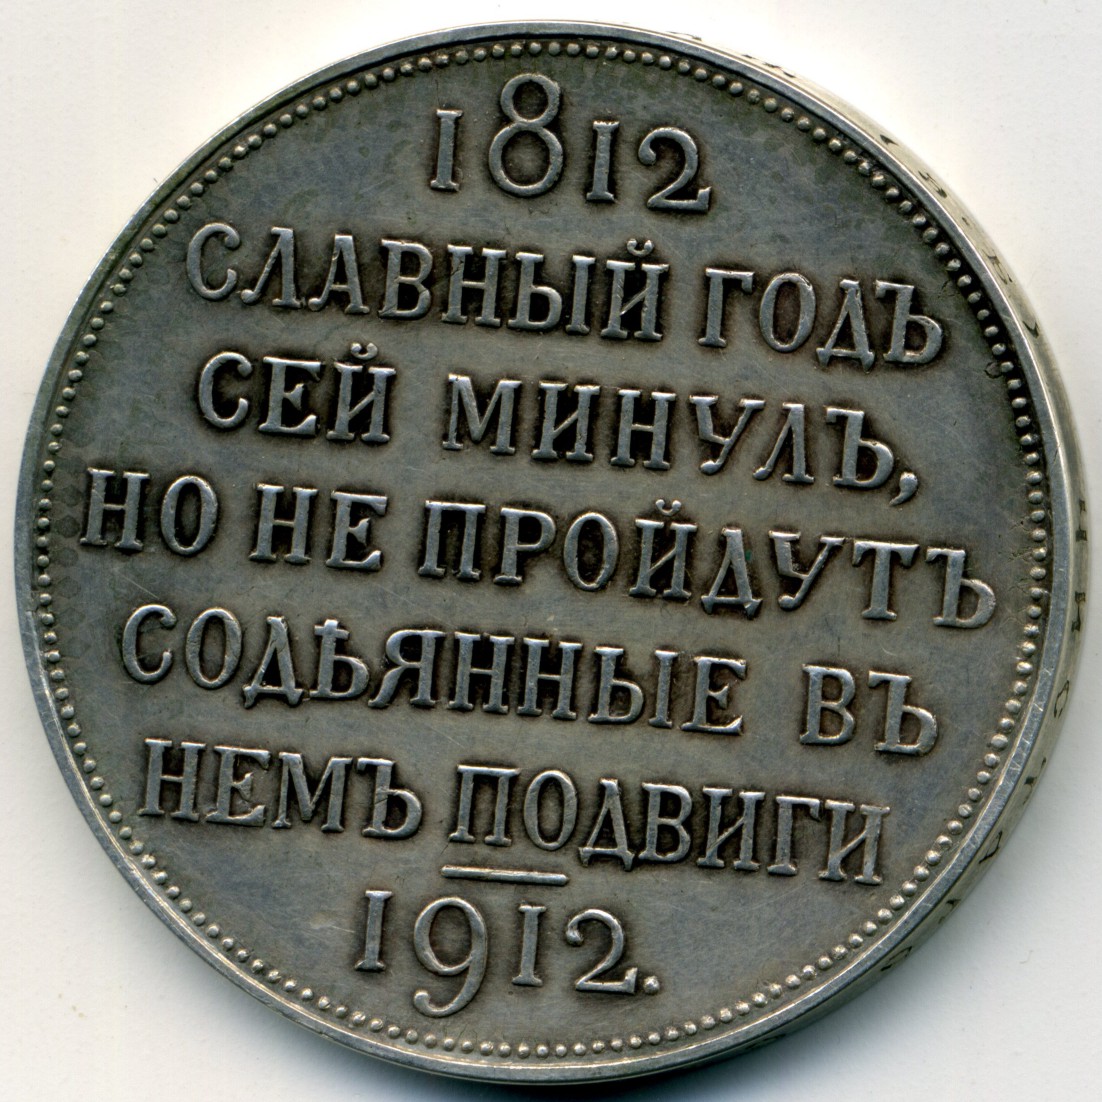 1812
СЛАВНЫЙ ГОДЪ
СЕЙ МИНУЛЪ,
НО НЕ ПРОЙДУТЪ
СОДѢЯННЫЕ ВЪ
НЕМЪ ПОДВИГИ
1912.